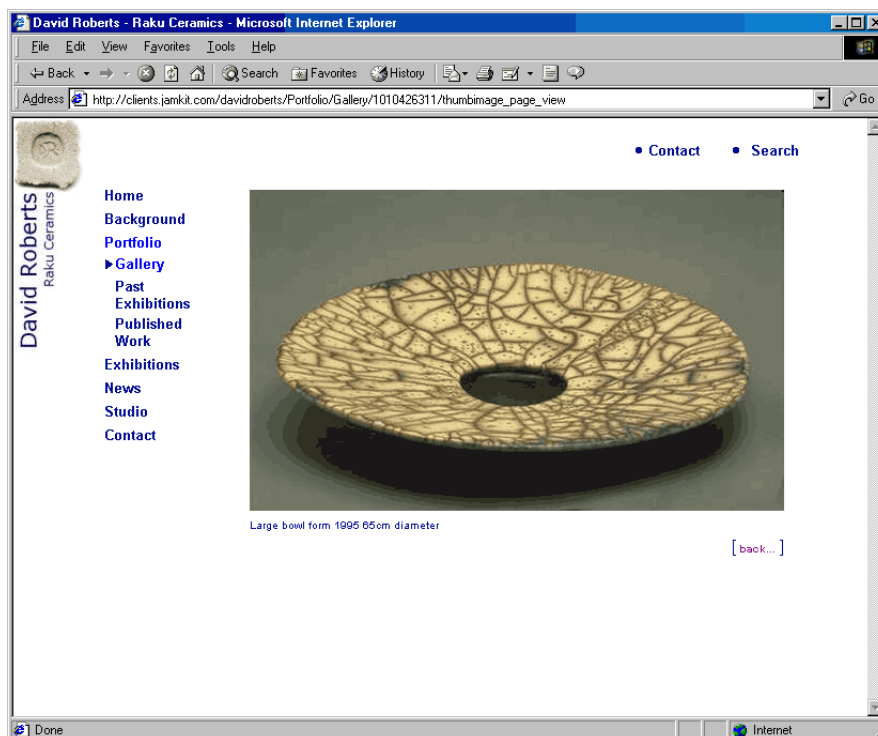 David Roberts - Raku Ceramics - Microsoft Internet Explorer
File Edit View Favorites Tools Help
Back Search Favorites History
Address http://clients.jamkit.com/davidroberts/Portfolio/Gallery/1010426311/thumbimage_page_view Go
David Roberts
Raku Ceramics
Contact Search
Home
Background
Portfolio
Gallery
Past
Exhibitions
Published
Work
Exhibitions
News
Studio
Contact
Large bowl form 1995 65cm diameter
[ back... ]
Done Internet